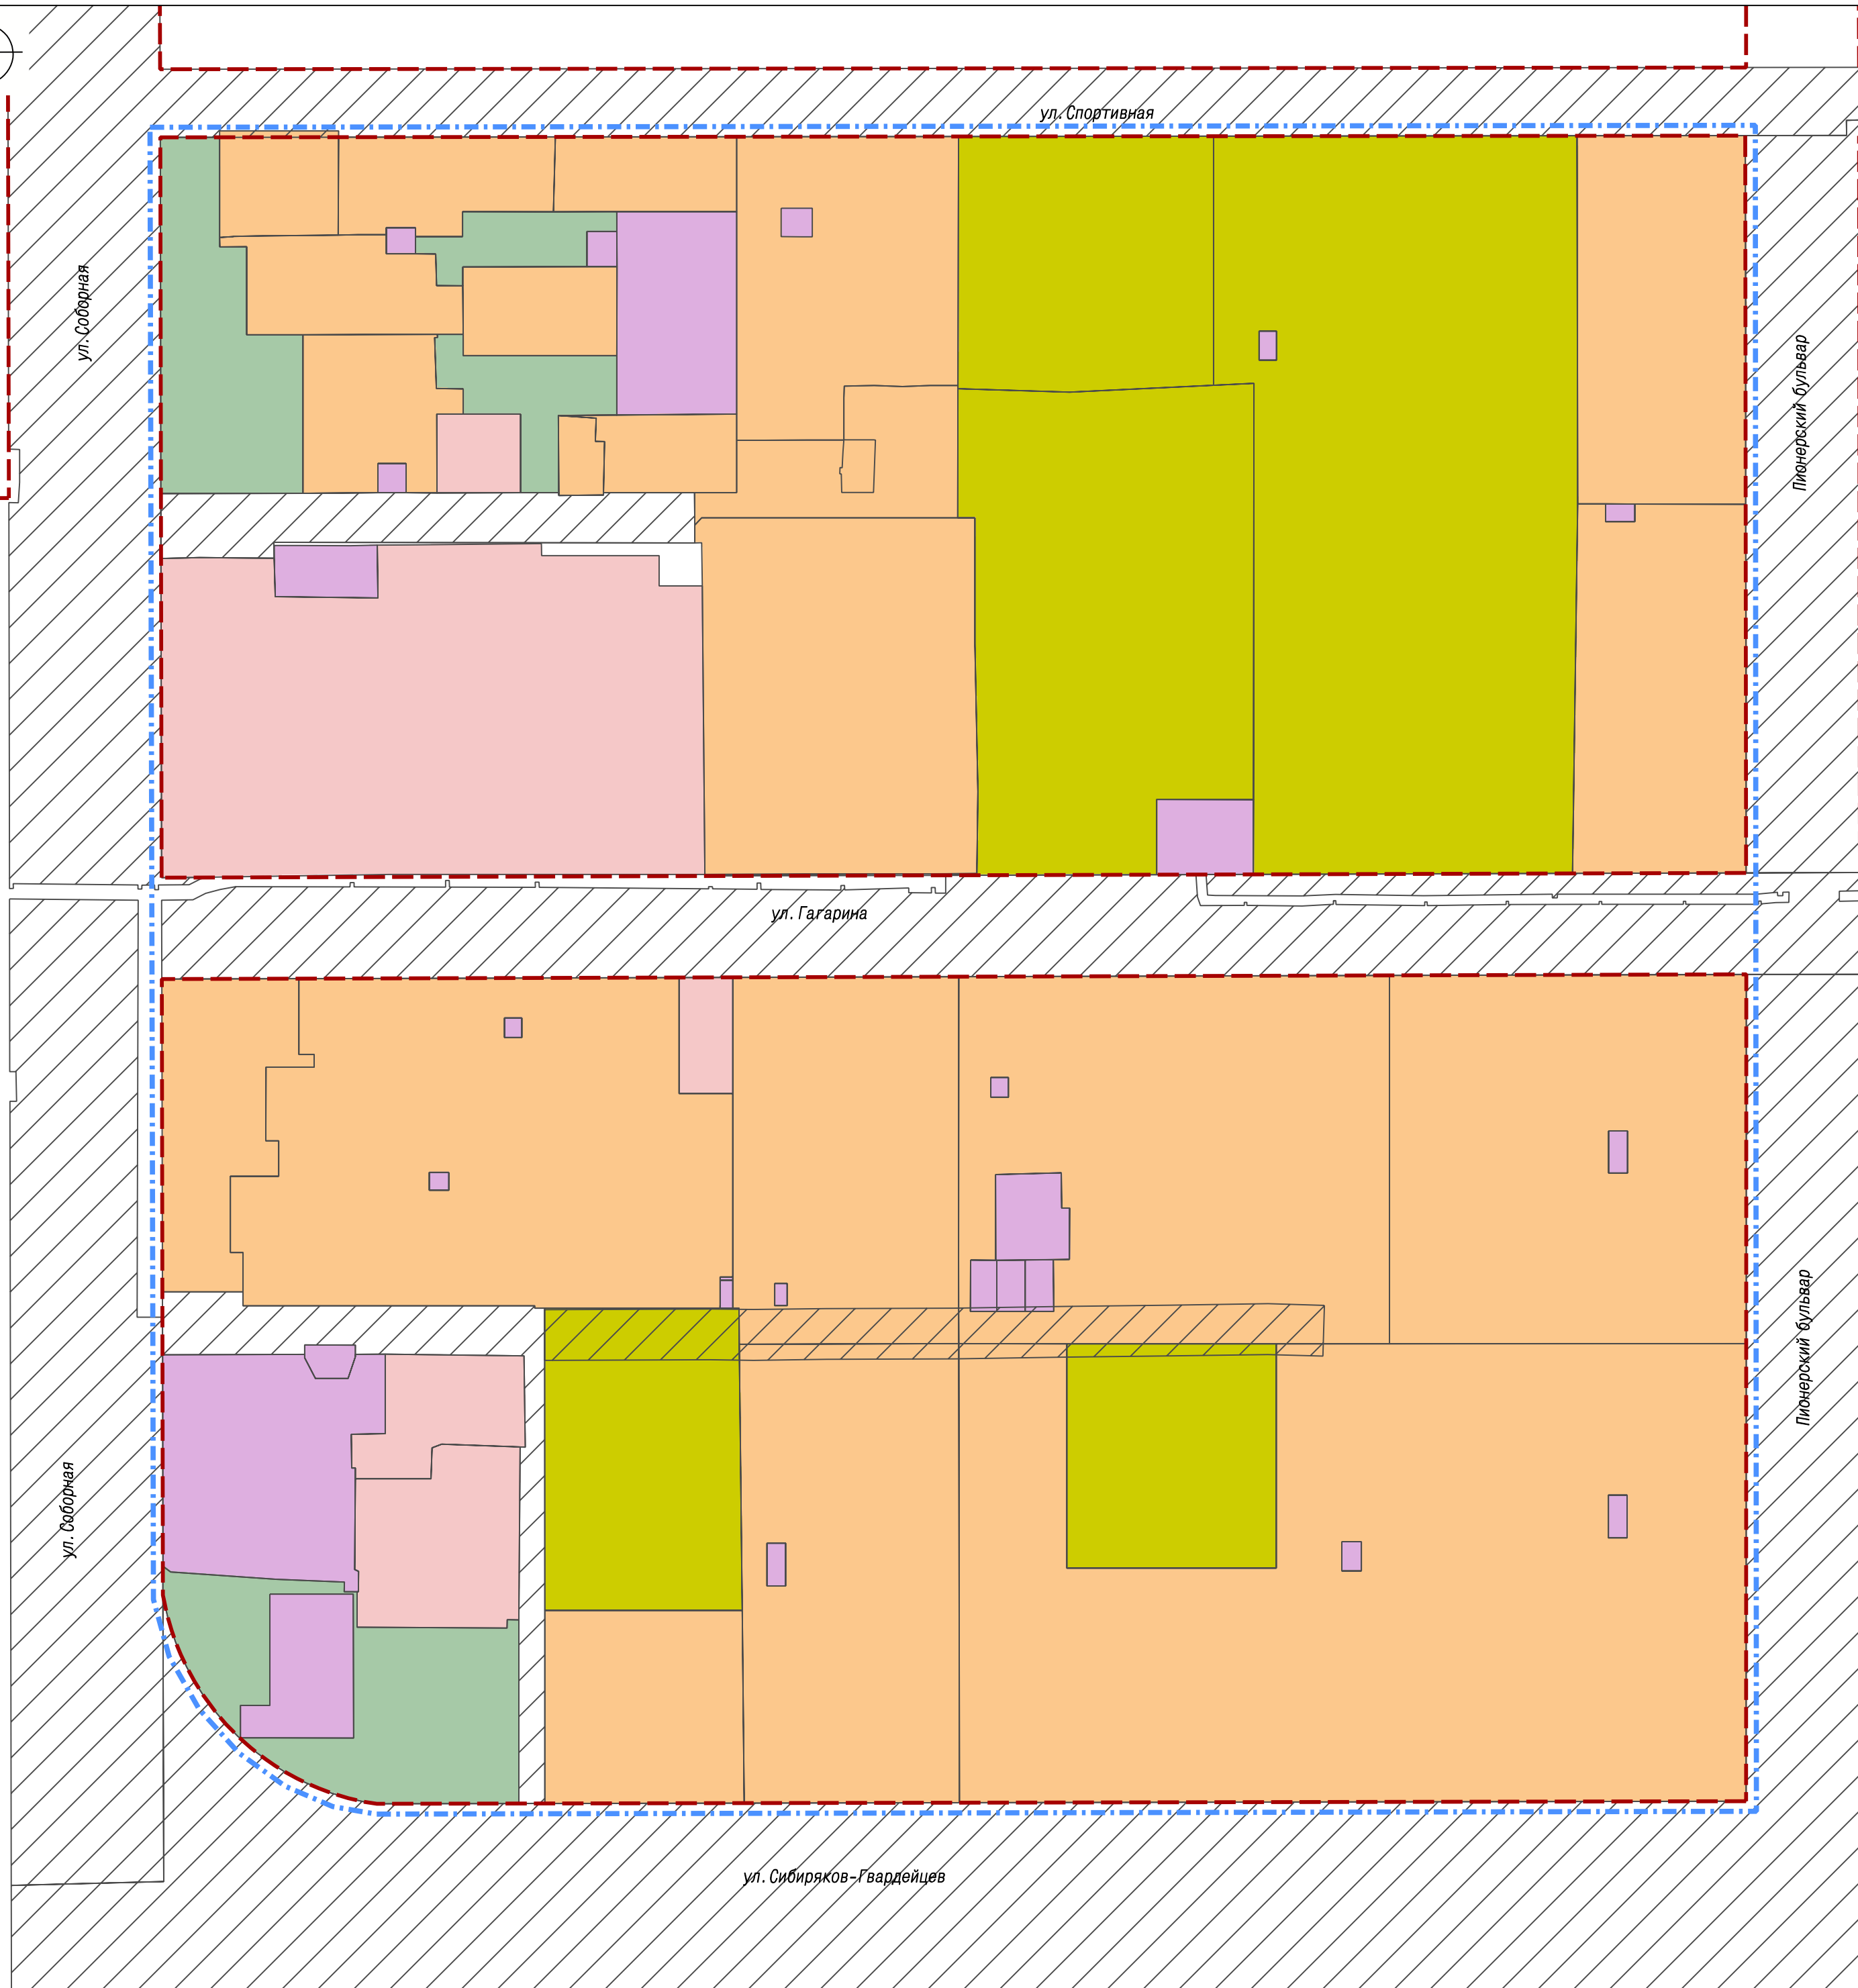 ул. Спортивная
ул. Соборная
Пионерский бульвар
ул. Гагарина
Пионерский бульвар
ул. Соборная
ул. Сибиряков-Гвардейцев